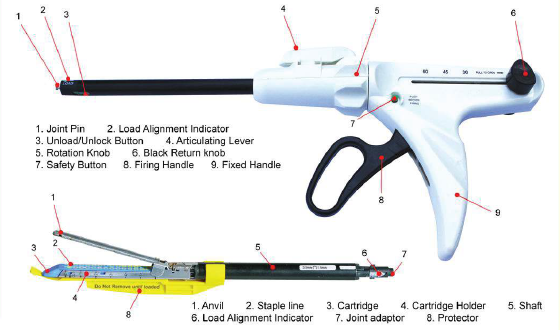 4
5
6
1
2
3
LOAD
60
45
30
7
8
9
1. Joint Pin 2. Load Alignment Indicator
3. Unload/Unlock Button 4. Articulating Lever
5. Rotation Knob 6. Black Return knob
7. Safety Button 8. Firing Handle 9. Fixed Handle
1
2
3
4
5
6
7
8
Do Not Remove until loaded
1. Anvil 2. Staple line 3. Cartridge 4. Cartridge Holder 5. Shaft
6. Load Alignment Indicator 7. Joint adaptor 8. Protector